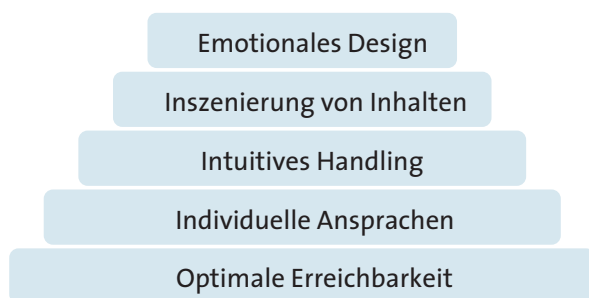 Emotionales Design
Inszenierung von Inhalten
Intuitives Handling
Individuelle Ansprachen
Optimale Erreichbarkeit